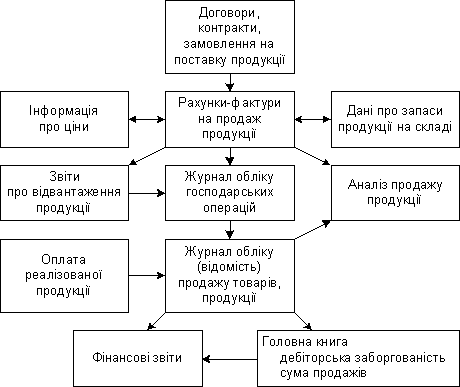 Договори,
контракти,
замовлення на
поставку продукції
Інформація
про ціни
Рахунки-фактури
на продаж
продукції
Дані про запаси
продукції на складі
Звіти
про відвантаження
продукції
Журнал обліку
господарських
операцій
Аналіз продажу
продукції
Оплата
реалізованої
продукції
Журнал обліку
(відомість)
продажу товарів,
продукції
Фінансові звіти
Головна книга
дебіторська заборгованість
сума продажів